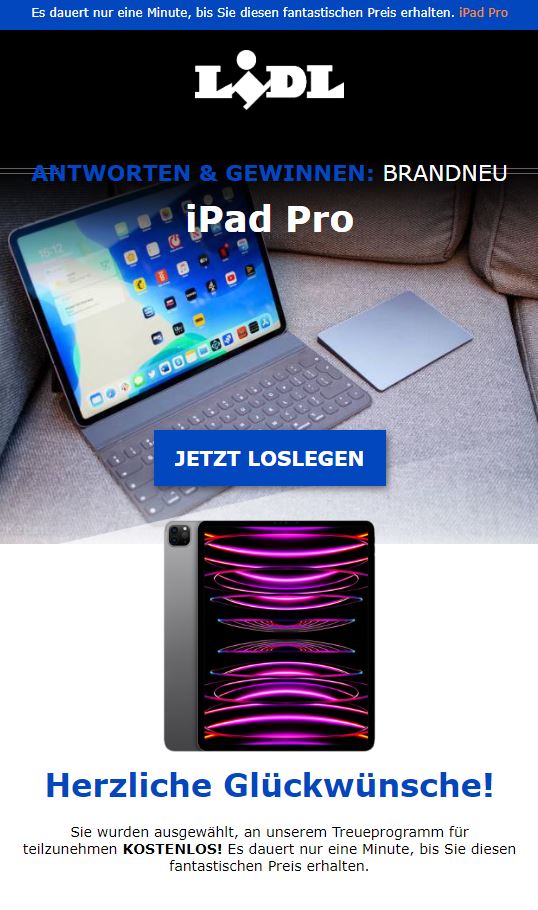 Es dauert nur eine Minute, bis Sie diesen fantastischen Preis erhalten. iPad Pro
LiDL
ANTWORTEN & GEWINNEN: BRANDNEU
iPad Pro
15:12
JETZT LOSLEGEN
Herzliche Glückwünsche!
Sie wurden ausgewählt, an unserem Treueprogramm für
teilzunehmen KOSTENLOS! Es dauert nur eine Minute, bis Sie diesen
fantastischen Preis erhalten.